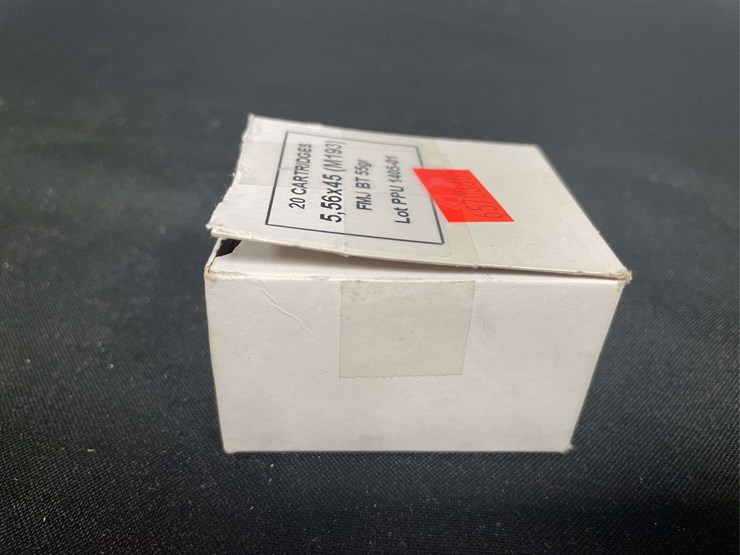 20 CARTRIDGES
5,56x45 (M193)
FMJ BT 55gr
Lot PPU 1405-01